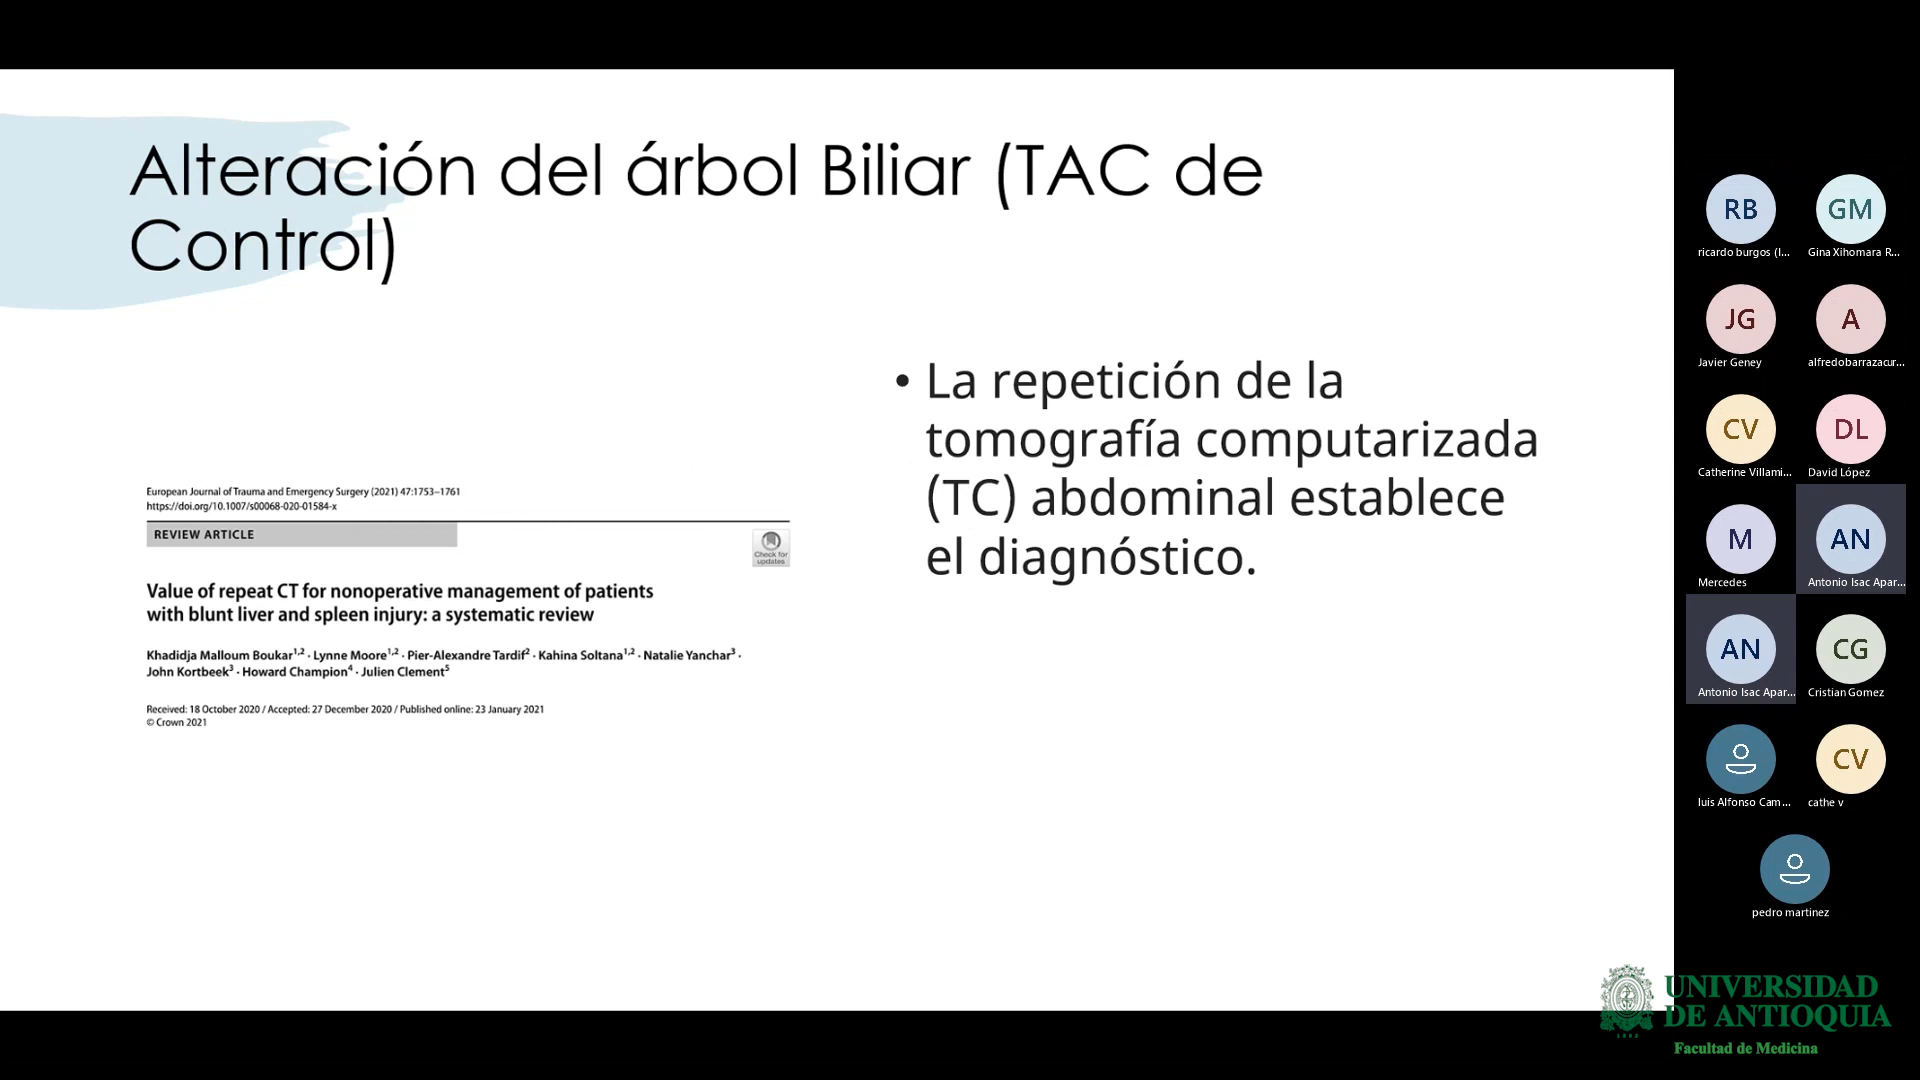 Alteración del árbol Biliar (TAC de
Control)
European Journal of Trauma and Emergency Surgery (2021) 47:1753–1761
https://doi.org/10.1007/s00068-020-01584-x
REVIEW ARTICLE
Check for
updates
Value of repeat CT for nonoperative management of patients
with blunt liver and spleen injury: a systematic review
Khadidja Malloum Boukar1,2 · Lynne Moore1,2 · Pier-Alexandre Tardif2 · Kahina Soltana1,2 · Natalie Yanchar3 ·
John Kortbeek3 · Howard Champion4 · Julien Clement5
Received: 18 October 2020 / Accepted: 27 December 2020 / Published online: 23 January 2021
© Crown 2021
• La repetición de la
tomografía computarizada
(TC) abdominal establece
el diagnóstico.
RB
GM
ricardo burgos (I...
Gina Xihomara R...
JG
A
Javier Geney
alfredobarrazacur...
CV
DL
Catherine Villami...
David López
M
AN
Mercedes
Antonio Isac Apar...
AN
CG
Antonio Isac Apar...
Cristian Gomez
CV
luis Alfonso Cam...
cathe v
pedro martinez
UNIVERSIDAD
DE ANTIOQUIA
Facultad de Medicina